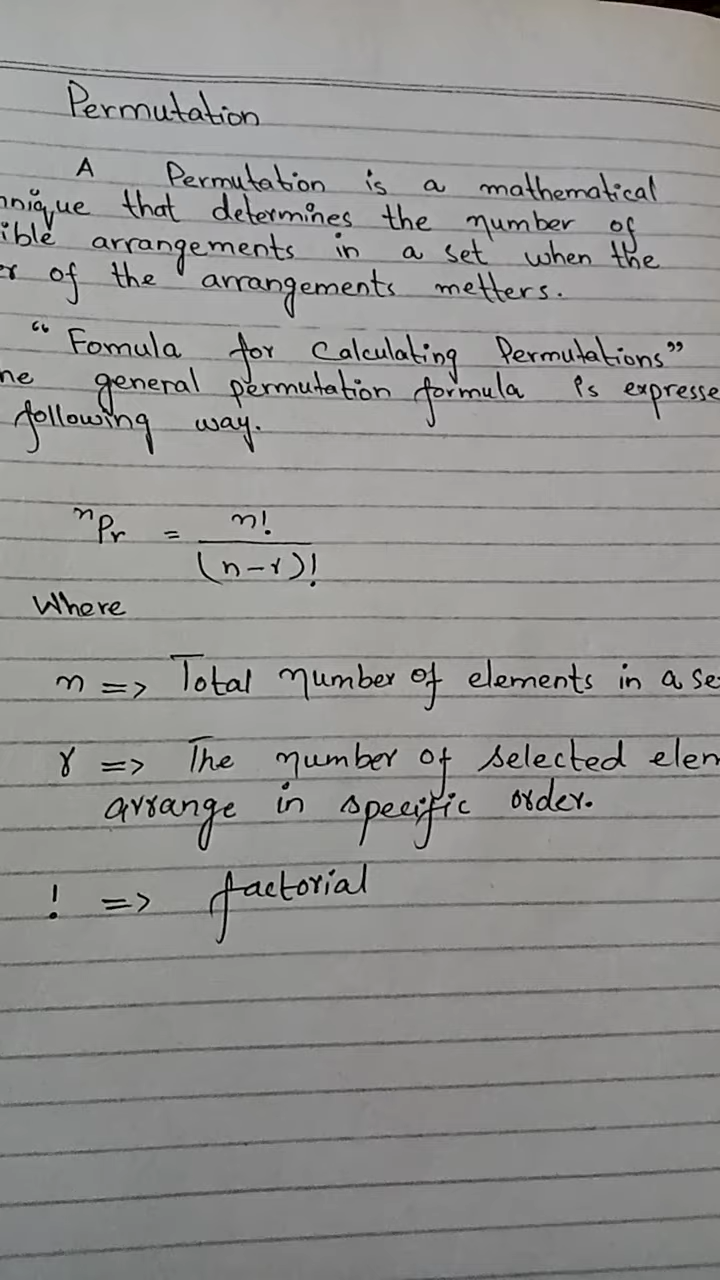 Permutation
A Permutation is a mathematical
nique that determines the number of
ible arrangements in a set when the
r of the arrangements metters.
"Fomula for Calculating Permutations"
he general permutation formula is expresse
following way.
ⁿPr = n! / (n-r)!
Where
n => Total number of elements in a se
r => The number of selected elem
arrange in specific order.
! => factorial